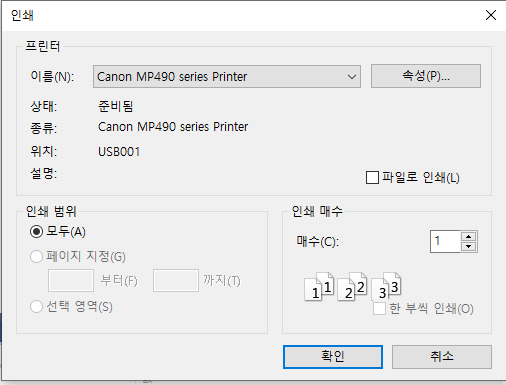 인쇄
프린터
이름(N): Canon MP490 series Printer 속성(P)...
상태: 준비됨
종류: Canon MP490 series Printer
위치: USB001
설명:
파일로 인쇄(L)
인쇄 범위
모두(A)
페이지 지정(G)
부터(F) 까지(T)
선택 영역(S)
인쇄 매수
매수(C): 1
1 1 2 2 3 3
한 부씩 인쇄(O)
확인 취소